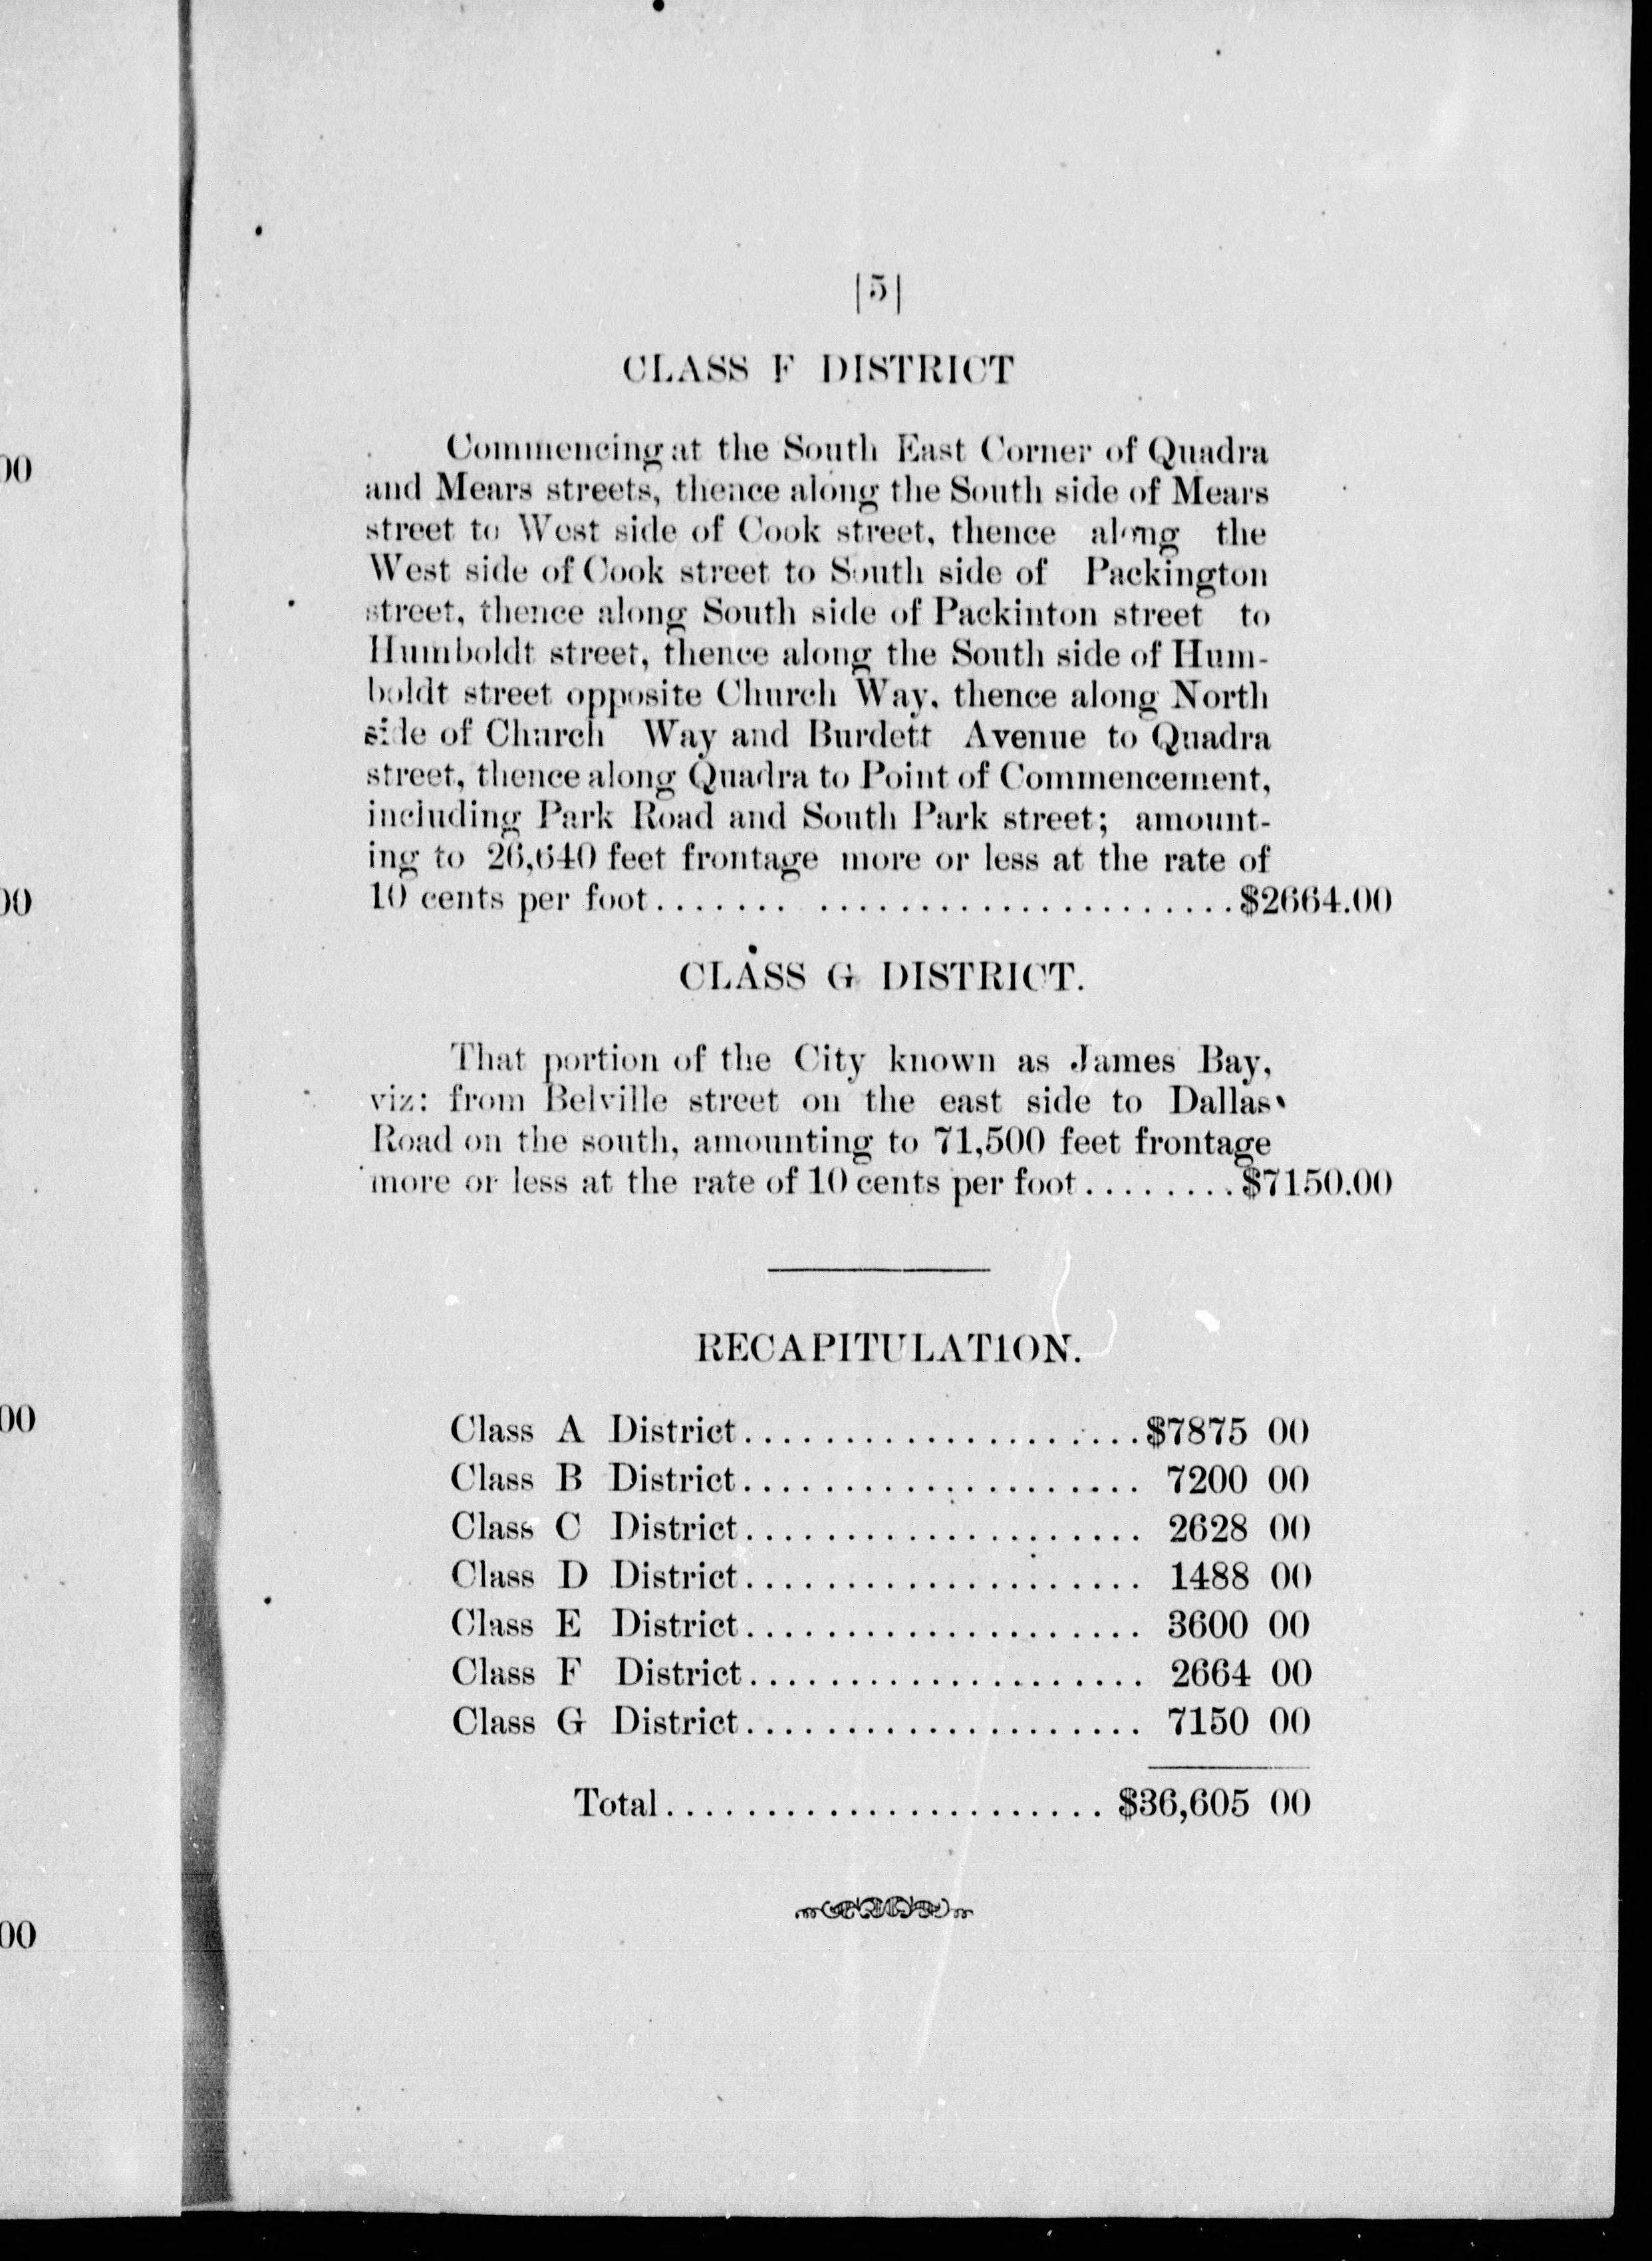 |5|
CLASS F DISTRICT
Commencing at the South East Corner of Quadra
and Mears streets, thence along the South side of Mears
street to West side of Cook street, thence along the
West side of Cook street to South side of Packington
street, thence along South side of Packinton street to
Humboldt street, thence along the South side of Hum-
boldt street opposite Church Way, thence along North
side of Church Way and Burdett Avenue to Quadra
street, thence along Quadra to Point of Commencement,
including Park Road and South Park street; amount-
ing to 26,640 feet frontage more or less at the rate of
10 cents per foot....... .....................$2664.00
CLASS G DISTRICT.
That portion of the City known as James Bay,
viz: from Belville street on the east side to Dallas
Road on the south, amounting to 71,500 feet frontage
more or less at the rate of 10 cents per foot........$7150.00
RECAPITULATION.
Class A District....................$7875 00
Class B District.................... 7200 00
Class C District.................... 2628 00
Class D District.................... 1488 00
Class E District.................... 3600 00
Class F District.................... 2664 00
Class G District.................... 7150 00
Total......................$36,605 00
00
00
00
00